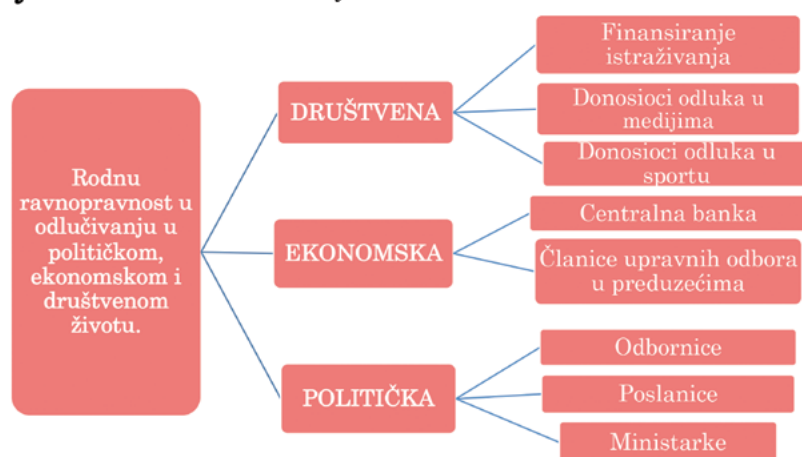 Rodnu
ravnopravnost u
odlučivanju u
političkom,
ekonomskom i
društvenom
životu.
DRUŠTVENA
Finansiranje
istraživanja
Donosioci odluka u
medijima
Donosioci odluka u
sportu
EKONOMSKA
Centralna banka
Članice upravnih odbora
u preduzećima
POLITIČKA
Odbornice
Poslanice
Ministarke